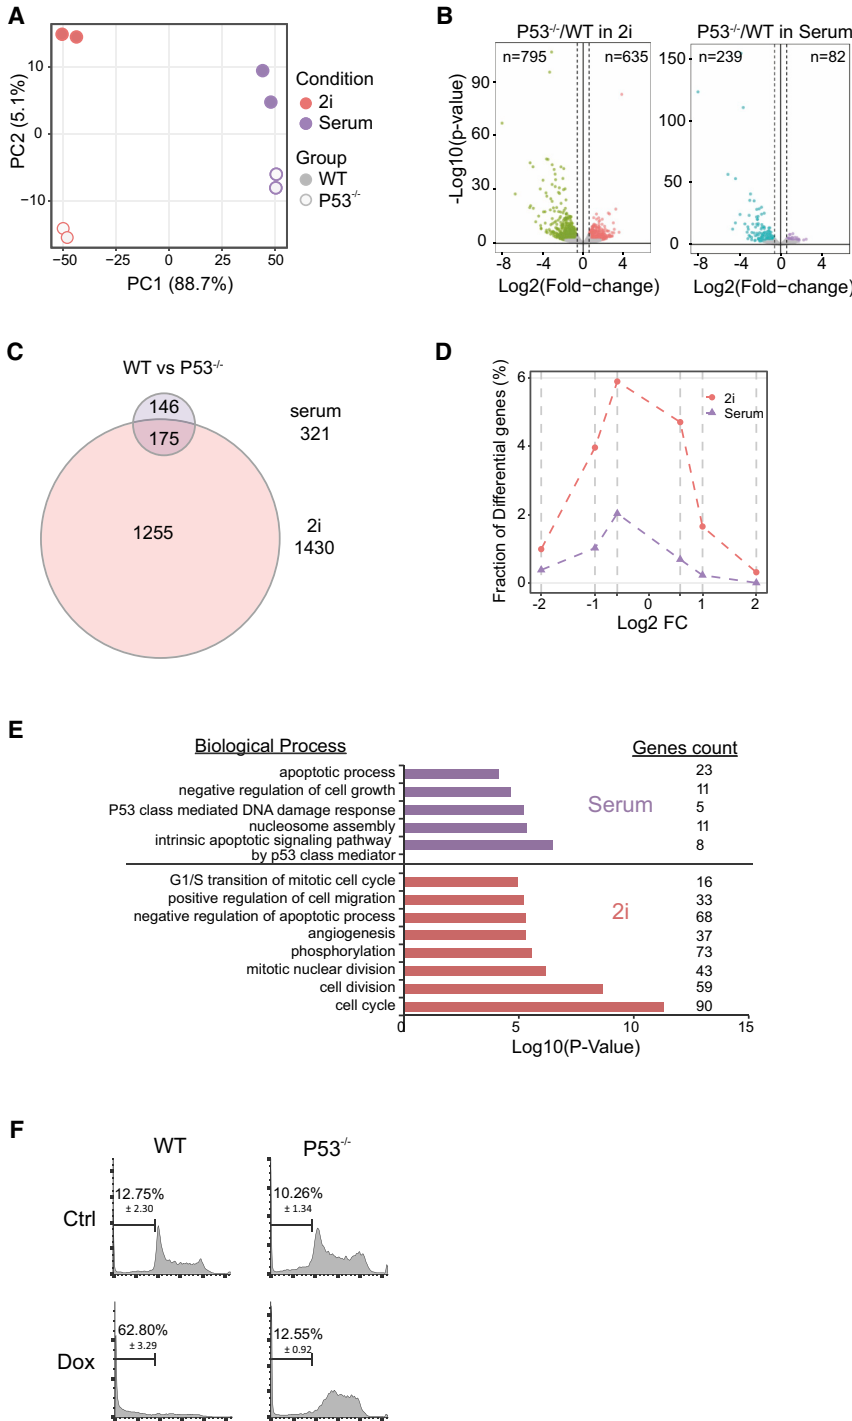 A
PC2 (5.1%)
10
0
−10
−50
−25
0
25
50
PC1 (88.7%)
Condition
2i
Serum
Group
WT
P53-/-
B
P53-/-/WT in 2i
P53-/-/WT in Serum
n=795
n=635
n=239
n=82
-Log10(p-value)
90
60
30
0
150
100
50
0
-8
-4
0
4
-8
-4
0
4
Log2(Fold−change)
Log2(Fold−change)
C
WT vs P53-/-
146
175
1255
serum
321
2i
1430
D
Fraction of Differential genes (%)
6
4
2
0
2i
Serum
-2
-1
0
1
2
Log2 FC
E
Biological Process
Genes count
apoptotic process
23
negative regulation of cell growth
11
P53 class mediated DNA damage response
5
nucleosome assembly
11
intrinsic apoptotic signaling pathway
by p53 class mediator
8
Serum
G1/S transition of mitotic cell cycle
16
positive regulation of cell migration
33
negative regulation of apoptotic process
68
angiogenesis
37
phosphorylation
73
mitotic nuclear division
43
cell division
59
cell cycle
90
2i
0
5
10
15
Log10(P-Value)
F
WT
P53-/-
Ctrl
12.75%
± 2.30
10.26%
± 1.34
Dox
62.80%
± 3.29
12.55%
± 0.92